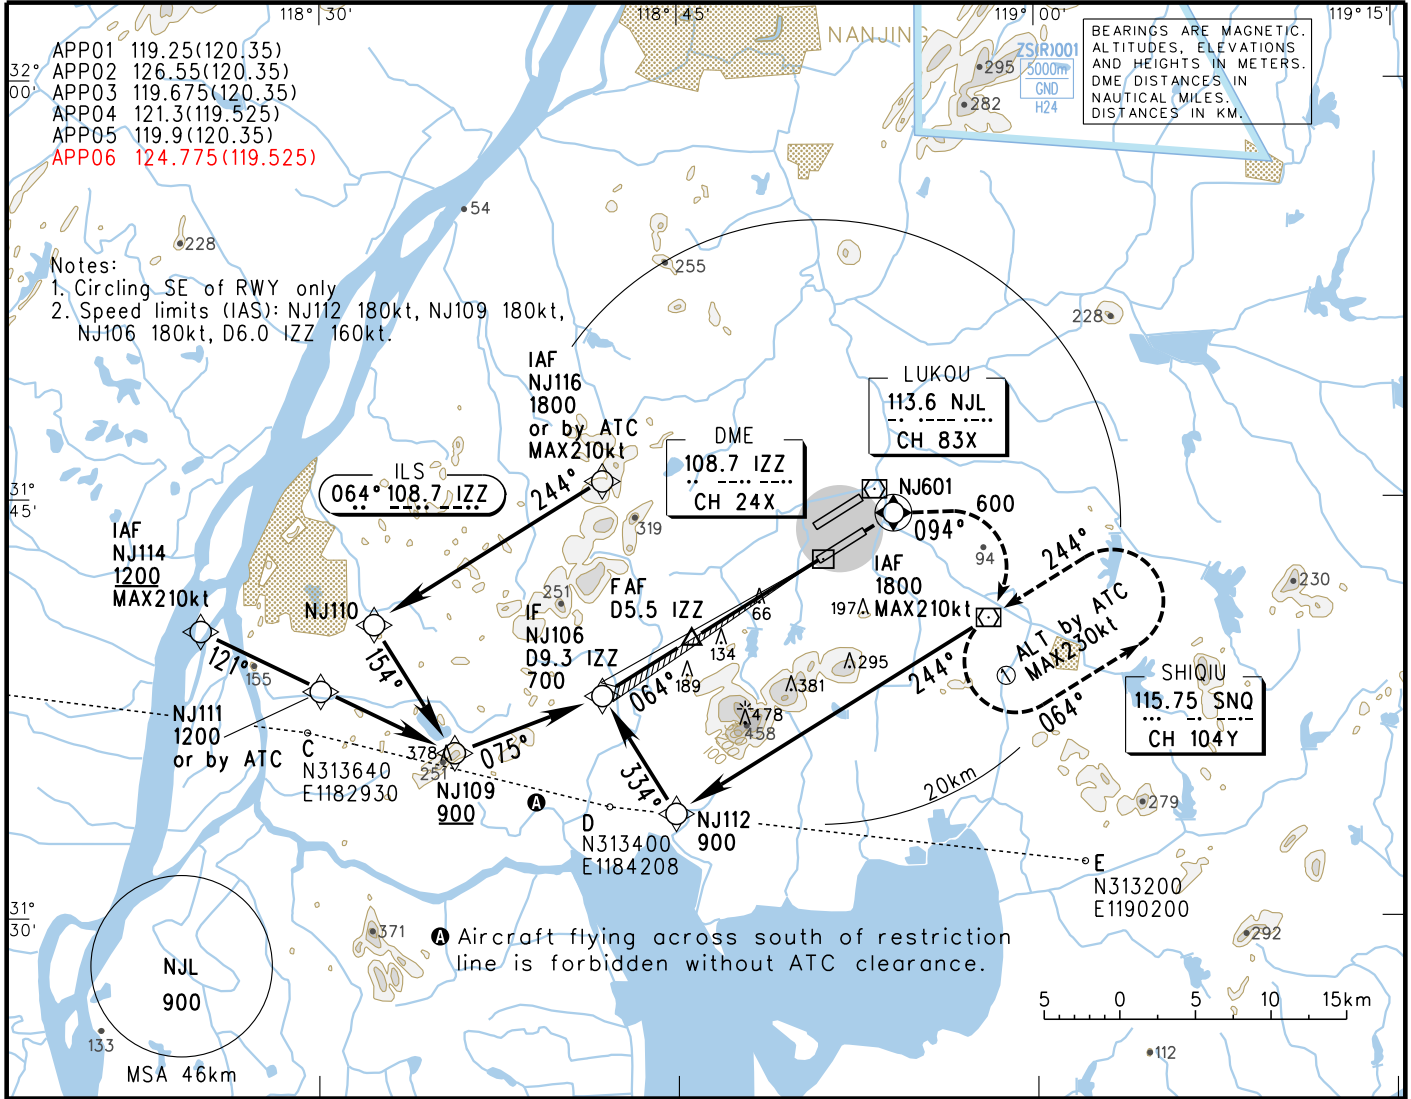 118° 30'
118° 45'
119° 00'
119° 15'
APP01 119.25(120.35)
APP02 126.55(120.35)
APP03 119.675(120.35)
APP04 121.3(119.525)
APP05 119.9(120.35)
APP06 124.775(119.525)
32°
00'
NANJING
295
282
ZS(R)001
5000m
GND
H24
BEARINGS ARE MAGNETIC.
ALTITUDES, ELEVATIONS
AND HEIGHTS IN METERS.
DME DISTANCES IN
NAUTICAL MILES.
DISTANCES IN KM.
54
228
255
228
Notes:
1. Circling SE of RWY only
2. Speed limits (IAS): NJ112 180kt, NJ109 180kt,
NJ106 180kt, D6.0 IZZ 160kt.
IAF
NJ116
1800
or by ATC
MAX210kt
LUKOU
113.6 NJL
CH 83X
DME
108.7 IZZ
CH 24X
ILS
064° 108.7 IZZ
244°
31°
45'
NJ601
600
094°
94
319
IAF
NJ114
1200
MAX210kt
NJ110
251
FAF
D5.5 IZZ
IF
NJ106
D9.3 IZZ
700
66
134
189
197
IAF
1800
MAX210kt
244°
ALT by ATC
MAX230kt
1
064°
230
121°
155
154°
064°
295
381
478
458
244°
SHIQIU
115.75 SNQ
CH 104Y
NJ111
1200
or by ATC
C
N313640
E1182930
378
251
075°
NJ109
900
A
334°
D
N313400
E1184208
NJ112
900
20km
279
E
N313200
E1190200
31°
30'
371
292
A Aircraft flying across south of restriction
line is forbidden without ATC clearance.
NJL
900
133
MSA 46km
5 0 5 10 15km
112